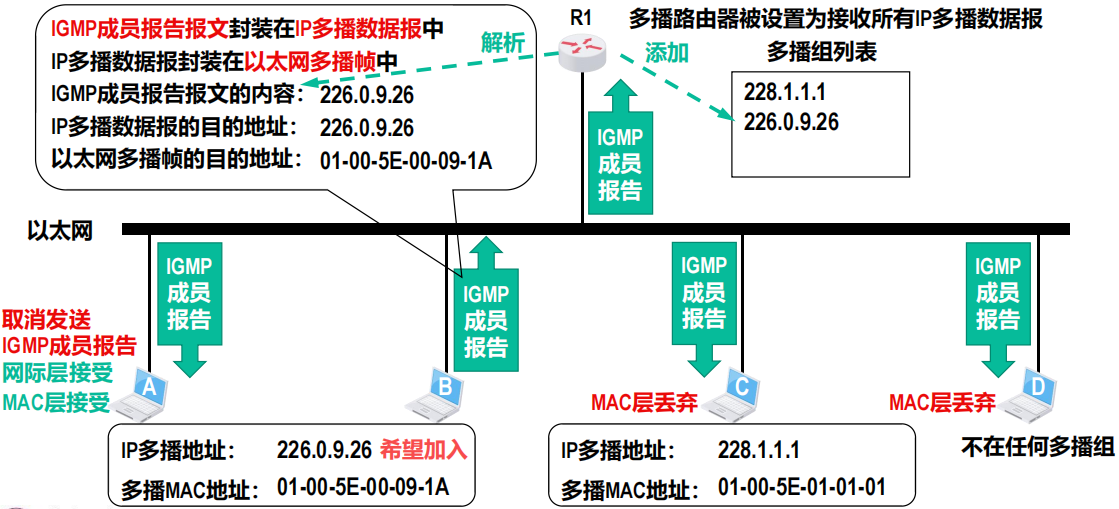 IGMP成员报告报文封装在IP多播数据报中
IP多播数据报封装在以太网多播帧中
IGMP成员报告报文的内容： 226.0.9.26
IP多播数据报的目的地址： 226.0.9.26
以太网多播帧的目的地址： 01-00-5E-00-09-1A
解析
R1
添加
多播路由器被设置为接收所有IP多播数据报
多播组列表
228.1.1.1
226.0.9.26
IGMP
成员
报告
以太网
IGMP
成员
报告
IGMP
成员
报告
IGMP
成员
报告
IGMP
成员
报告
取消发送
IGMP成员报告
网际层接受
MAC层接受
A
B
MAC层丢弃
C
MAC层丢弃
D
IP多播地址： 226.0.9.26 希望加入
多播MAC地址： 01-00-5E-00-09-1A
IP多播地址： 228.1.1.1
多播MAC地址： 01-00-5E-01-01-01
不在任何多播组